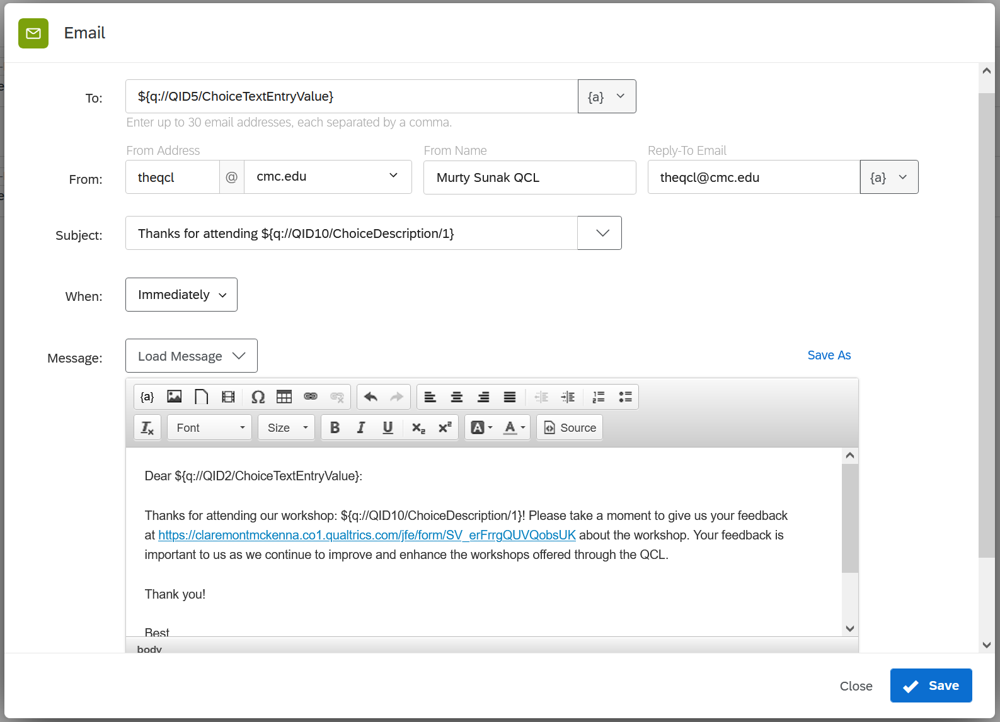 Email
To:
${q://QID5/ChoiceTextEntryValue}
{a}
Enter up to 30 email addresses, each separated by a comma.
From Address
From Name
Reply-To Email
From:
theqcl
@
cmc.edu
Murty Sunak QCL
theqcl@cmc.edu
{a}
Subject:
Thanks for attending ${q://QID10/ChoiceDescription/1}
When:
Immediately
Message:
Load Message
Save As
{a}
Font
Size
B I U x₂ x²
A A
Source
Dear ${q://QID2/ChoiceTextEntryValue}:
Thanks for attending our workshop: ${q://QID10/ChoiceDescription/1}! Please take a moment to give us your feedback
at https://claremontmckenna.co1.qualtrics.com/jfe/form/SV_erFrrgQUVQobsUK about the workshop. Your feedback is
important to us as we continue to improve and enhance the workshops offered through the QCL.
Thank you!
Best
body
Close
Save